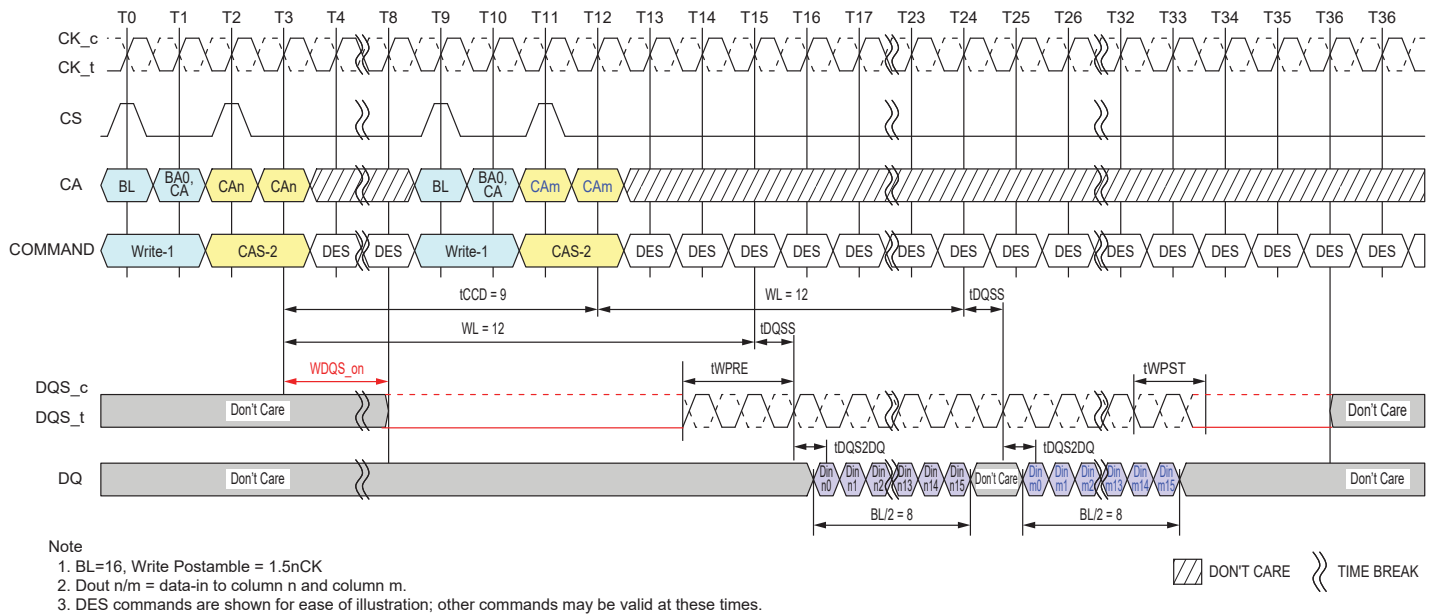 T0 T1 T2 T3 T4 T8 T9 T10 T11 T12 T13 T14 T15 T16 T17 T23 T24 T25 T26 T32 T33 T34 T35 T36 T36
CK_c
CK_t
CS
CA BL BA0, CA CAn CAn BL BA0, CA CAm CAm
COMMAND Write-1 CAS-2 DES DES Write-1 CAS-2 DES DES DES DES DES DES DES DES DES DES DES DES DES DES DES
tCCD = 9 WL = 12 tDQSS
WL = 12 tDQSS
WDQS_on tWPRE tWPST
DQS_c
DQS_t Don't Care Don't Care
tDQS2DQ tDQS2DQ
DQ Don't Care Din n0 Din n1 Din n2 Din n13 Din n14 Din n15 Don't Care Din m0 Din m1 Din m2 Din m13 Din m14 Din m15 Don't Care
BL/2 = 8 BL/2 = 8
Note
1. BL=16, Write Postamble = 1.5nCK
2. Dout n/m = data-in to column n and column m.
3. DES commands are shown for ease of illustration; other commands may be valid at these times.
DON'T CARE TIME BREAK